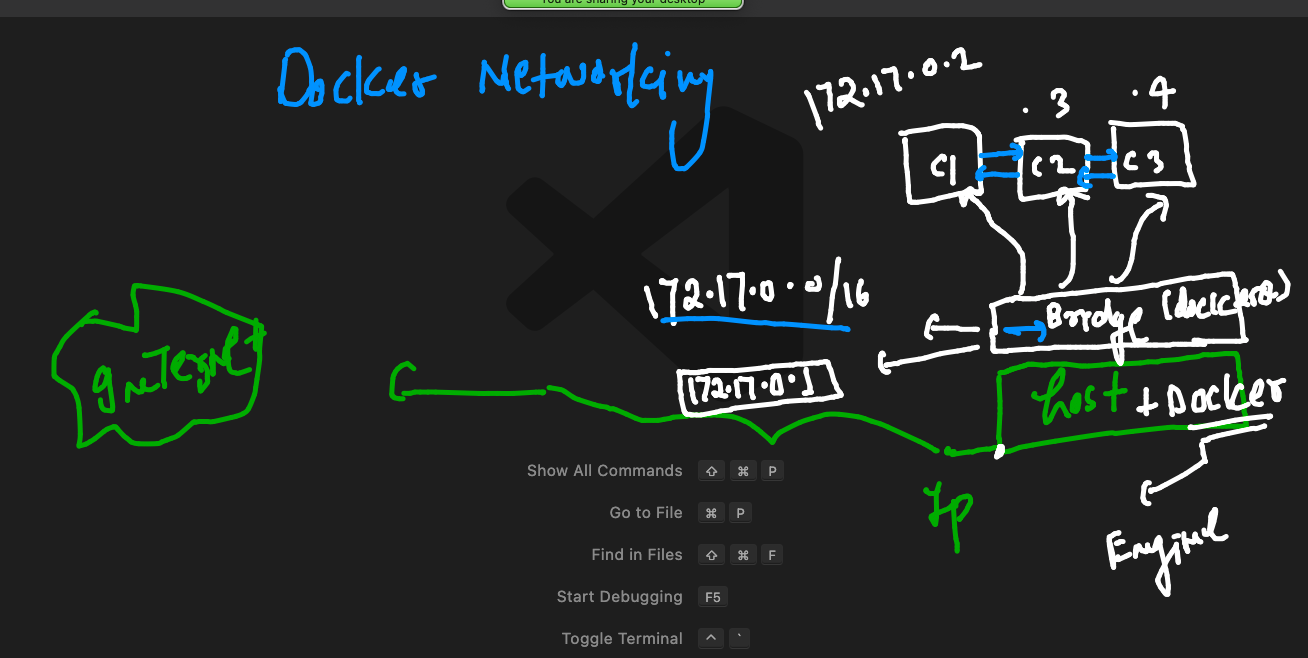 You are sharing your desktop
Docker Networking
172.17.0.2
. 3
. 4
C1
C2
C3
172.17.0.0/16
Bridge (docker0)
gnTernet
172.17.0.1
host + Docker
Ip
Engine
Show All Commands ⇧ ⌘ P
Go to File ⌘ P
Find in Files ⇧ ⌘ F
Start Debugging F5
Toggle Terminal ^ `